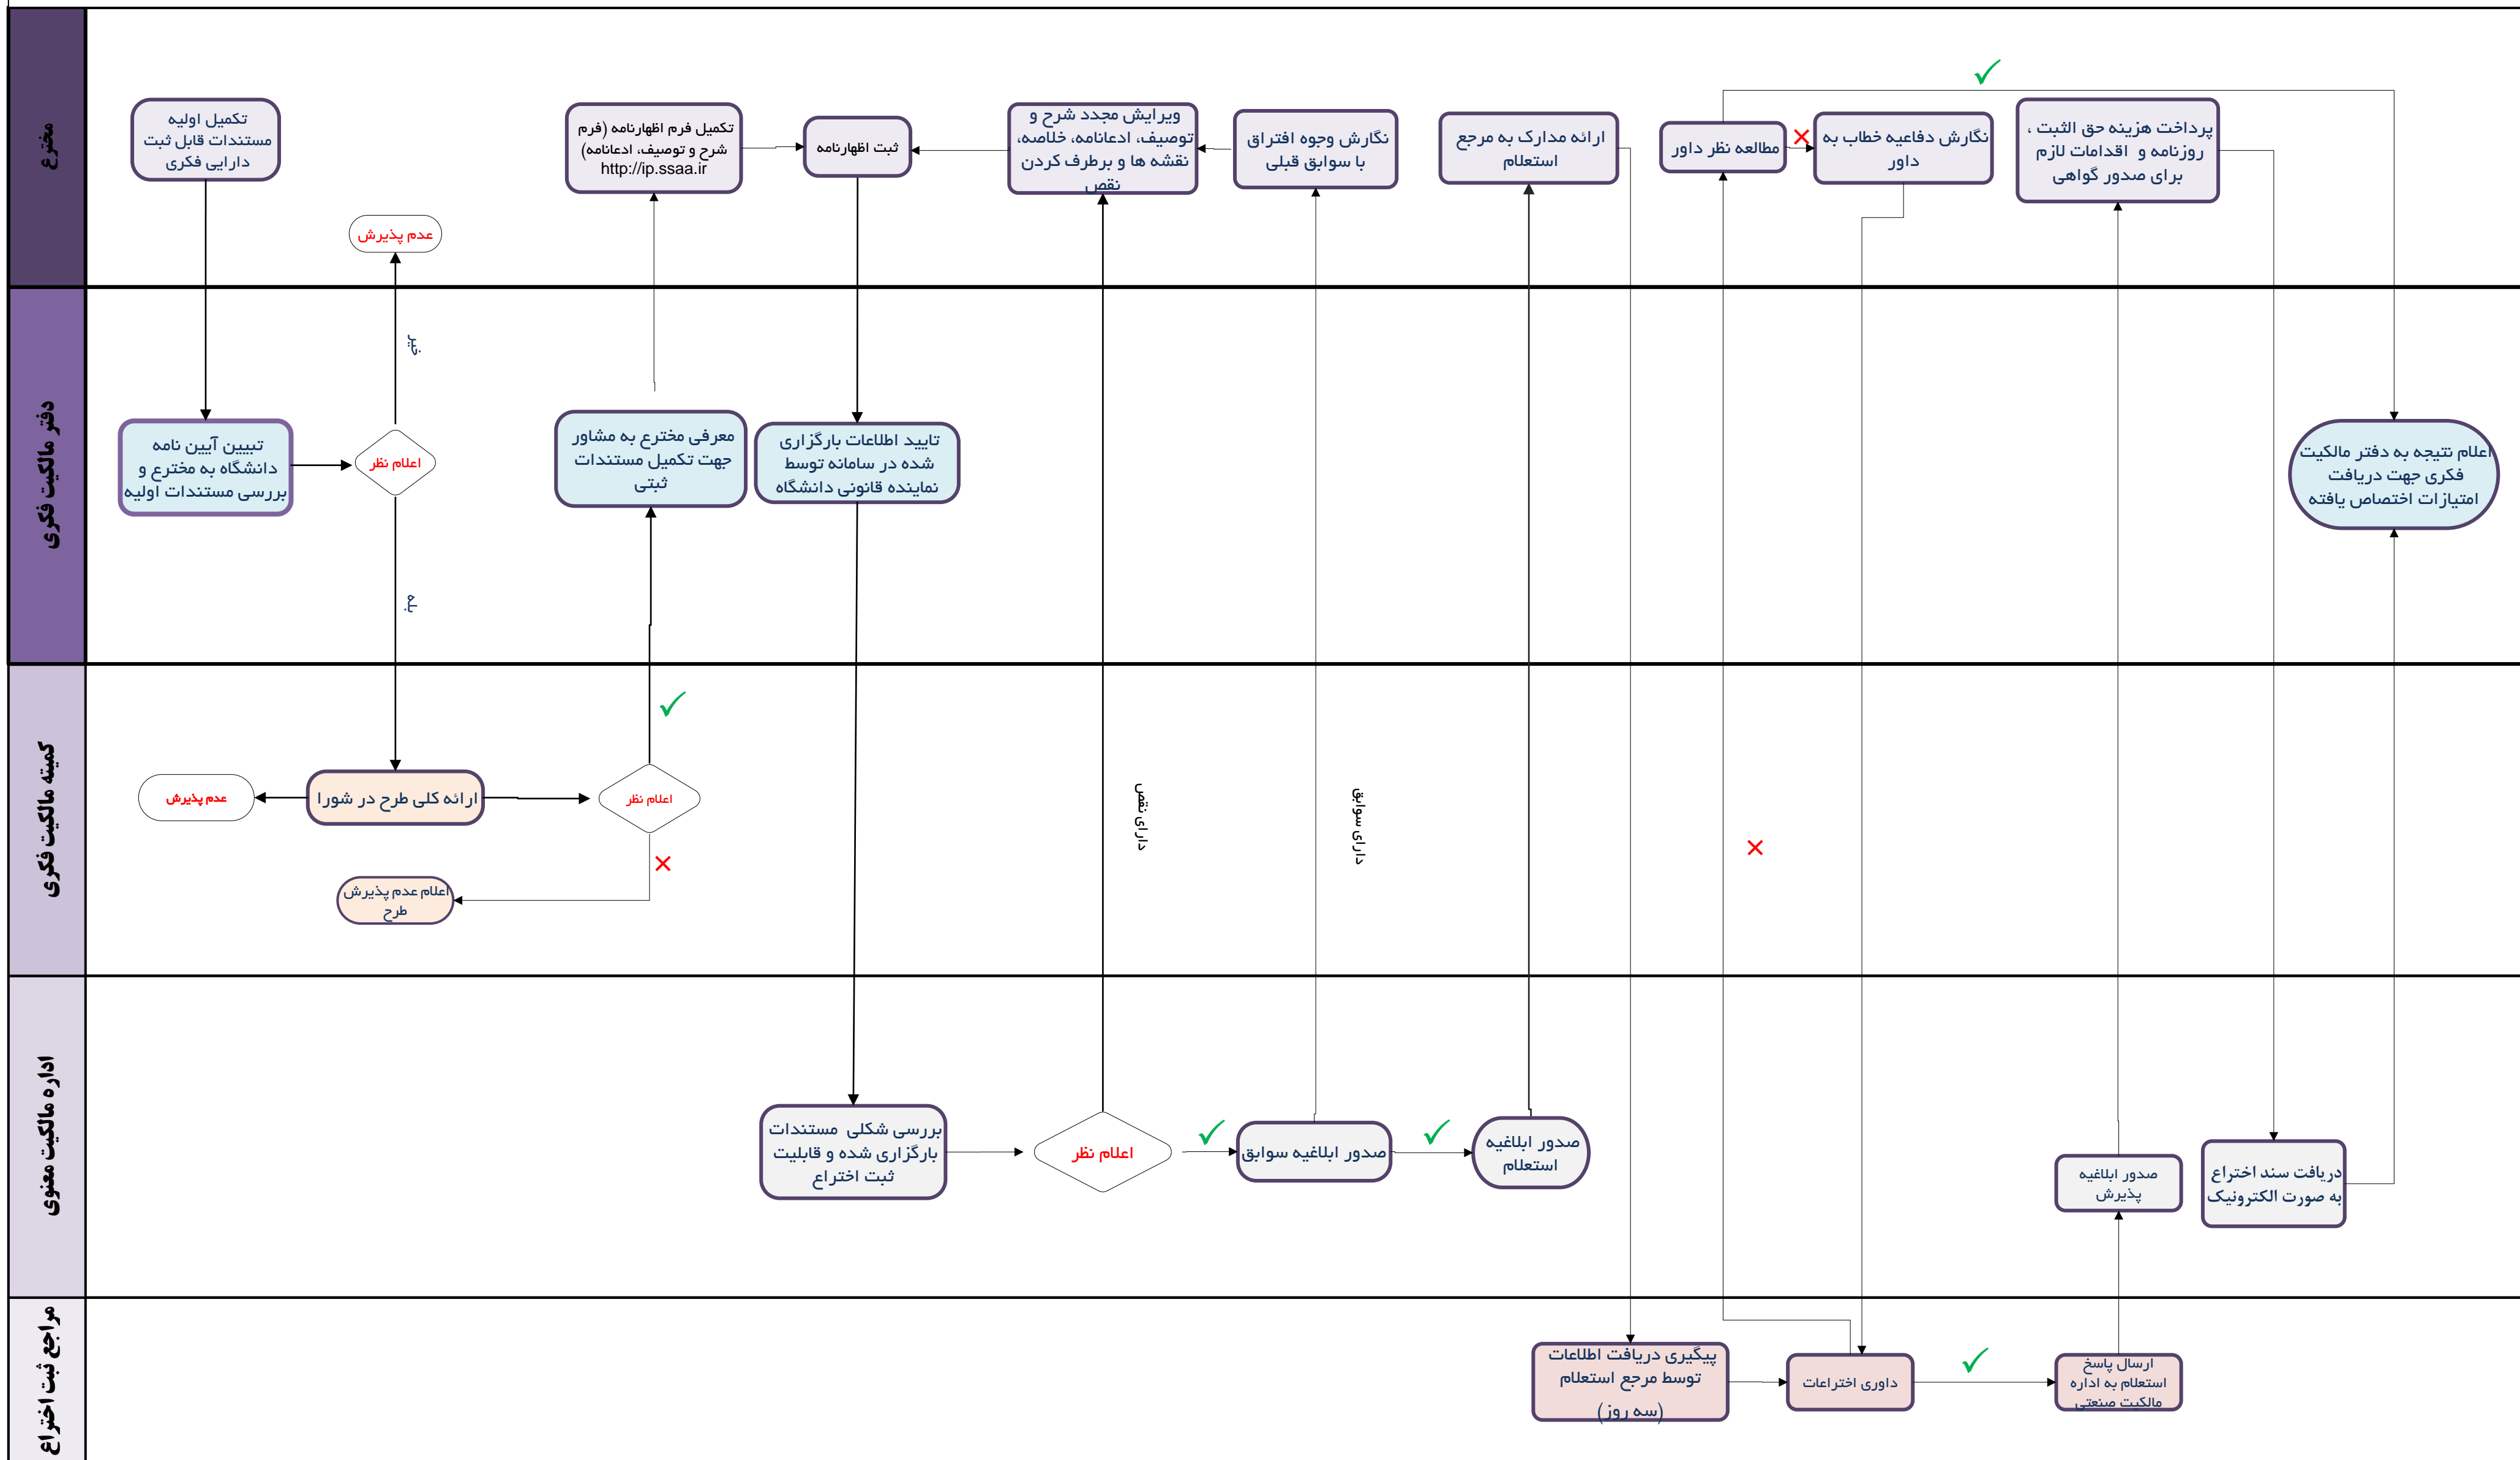 مخترع
تکمیل اولیه
مستندات قابل ثبت
دارایی فکری
عدم پذیرش
تکمیل فرم اظهارنامه (فرم
شرح و توصیف، ادعانامه)
http://ip.ssaa.ir
ثبت اظهارنامه
ویرایش مجدد شرح و
توصیف، ادعانامه، خلاصه،
نقشه ها و برطرف کردن
نقص
نگارش وجوه افتراق
با سوابق قبلی
ارائه مدارک به مرجع
استعلام
مطالعه نظر داور
نگارش دفاعیه خطاب به
داور
پرداخت هزینه حق الثبت ،
روزنامه و اقدامات لازم
برای صدور گواهی
دفتر مالکیت فکری
تبیین آیین نامه
دانشگاه به مخترع و
بررسی مستندات اولیه
خیر
اعلام نظر
بله
معرفی مخترع به مشاور
جهت تکمیل مستندات
ثبتی
تایید اطلاعات بارگزاری
شده در سامانه توسط
نماینده قانونی دانشگاه
اعلام نتیجه به دفتر مالکیت
فکری جهت دریافت
امتیازات اختصاص یافته
کمیته مالکیت فکری
عدم پذیرش
ارائه کلی طرح در شورا
اعلام نظر
اعلام عدم پذیرش
طرح
دارای نقص
دارای سوابق
اداره مالکیت معنوی
بررسی شکلی مستندات
بارگزاری شده و قابلیت
ثبت اختراع
اعلام نظر
صدور ابلاغیه سوابق
صدور ابلاغیه
استعلام
صدور ابلاغیه
پذیرش
دریافت سند اختراع
به صورت الکترونیک
مراجع ثبت اختراع
پیگیری دریافت اطلاعات
توسط مرجع استعلام
(سه روز)
داوری اختراعات
ارسال پاسخ
استعلام به اداره
مالکیت صنعتی